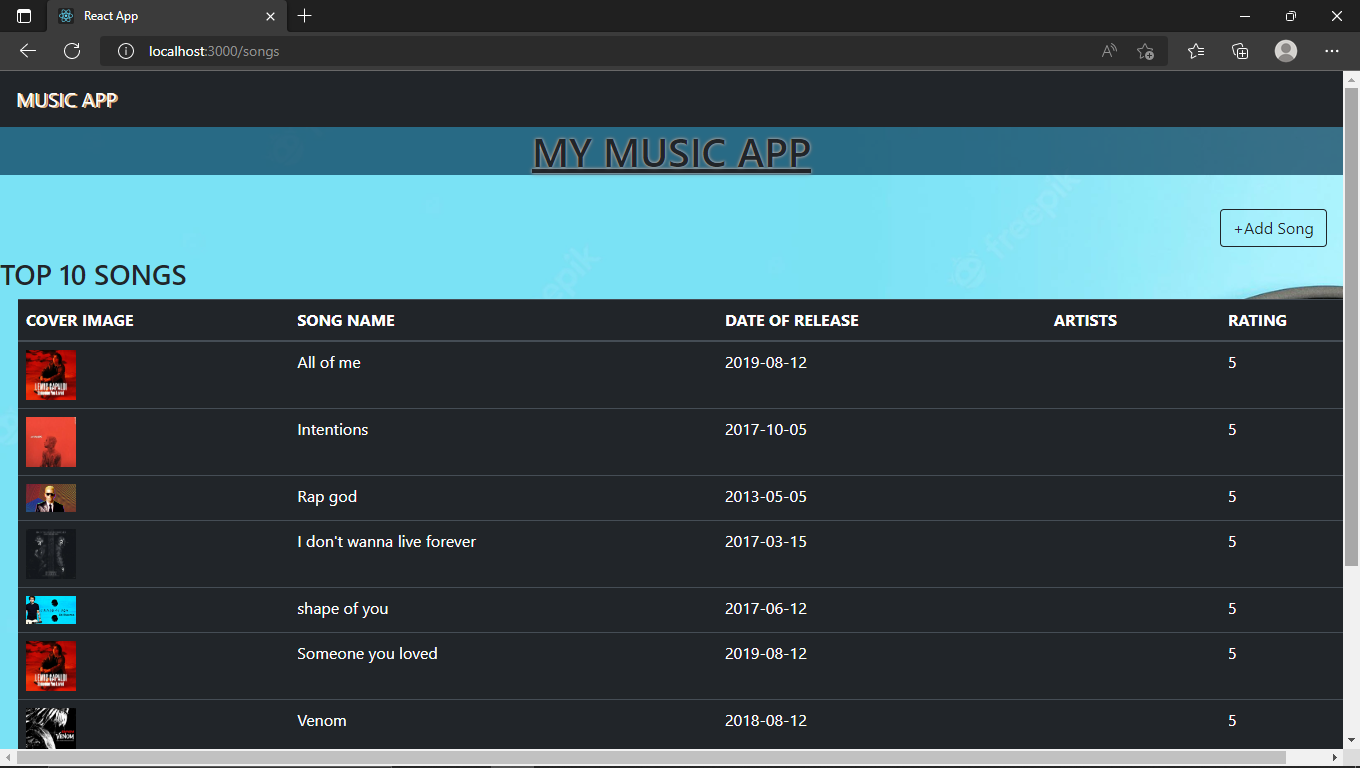 React App
localhost:3000/songs
MUSIC APP
MY MUSIC APP
freepik
+Add Song
TOP 10 SONGS
COVER IMAGE SONG NAME DATE OF RELEASE ARTISTS RATING
LEWIS CAPALDI
All of me 2019-08-12 5
Intentions 2017-10-05 5
Rap god 2013-05-05 5
I don't wanna live forever 2017-03-15 5
shape of you 2017-06-12 5
LEWIS CAPALDI
Someone you loved 2019-08-12 5
VENOM
Venom 2018-08-12 5